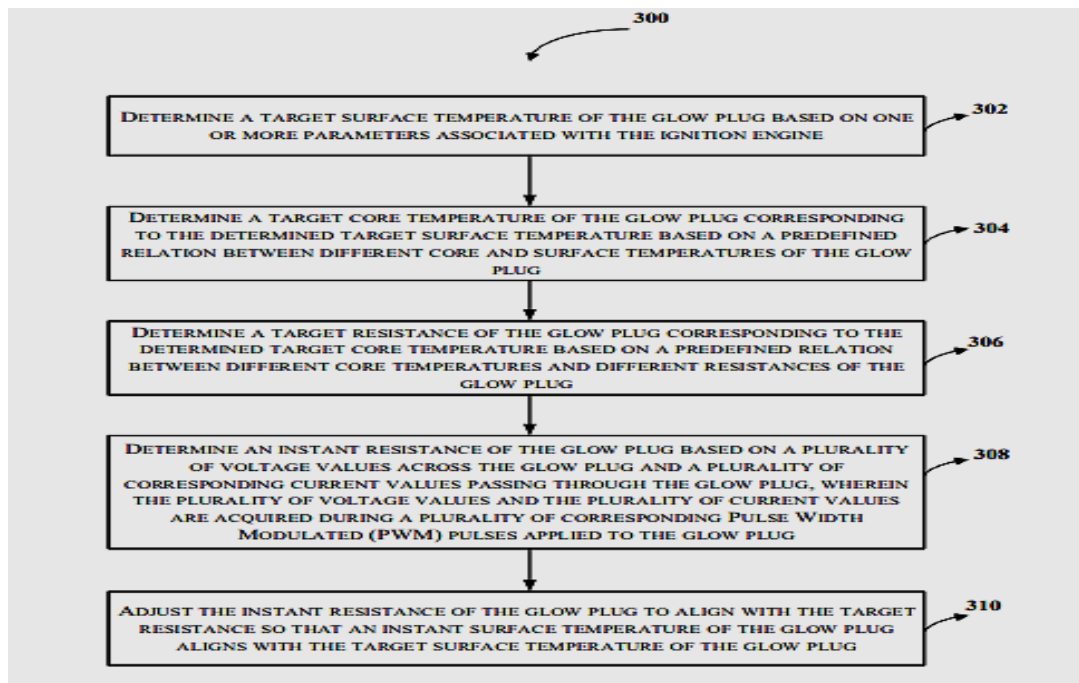 300
DETERMINE A TARGET SURFACE TEMPERATURE OF THE GLOW PLUG BASED ON ONE
OR MORE PARAMETERS ASSOCIATED WITH THE IGNITION ENGINE
302
DETERMINE A TARGET CORE TEMPERATURE OF THE GLOW PLUG CORRESPONDING
TO THE DETERMINED TARGET SURFACE TEMPERATURE BASED ON A PREDEFINED
RELATION BETWEEN DIFFERENT CORE AND SURFACE TEMPERATURES OF THE GLOW
PLUG
304
DETERMINE A TARGET RESISTANCE OF THE GLOW PLUG CORRESPONDING TO THE
DETERMINED TARGET CORE TEMPERATURE BASED ON A PREDEFINED RELATION
BETWEEN DIFFERENT CORE TEMPERATURES AND DIFFERENT RESISTANCES OF THE
GLOW PLUG
306
DETERMINE AN INSTANT RESISTANCE OF THE GLOW PLUG BASED ON A PLURALITY
OF VOLTAGE VALUES ACROSS THE GLOW PLUG AND A PLURALITY OF
CORRESPONDING CURRENT VALUES PASSING THROUGH THE GLOW PLUG, WHEREIN
THE PLURALITY OF VOLTAGE VALUES AND THE PLURALITY OF CURRENT VALUES
ARE ACQUIRED DURING A PLURALITY OF CORRESPONDING PULSE WIDTH
MODULATED (PWM) PULSES APPLIED TO THE GLOW PLUG
308
ADJUST THE INSTANT RESISTANCE OF THE GLOW PLUG TO ALIGN WITH THE TARGET
RESISTANCE SO THAT AN INSTANT SURFACE TEMPERATURE OF THE GLOW PLUG
ALIGNS WITH THE TARGET SURFACE TEMPERATURE OF THE GLOW PLUG
310